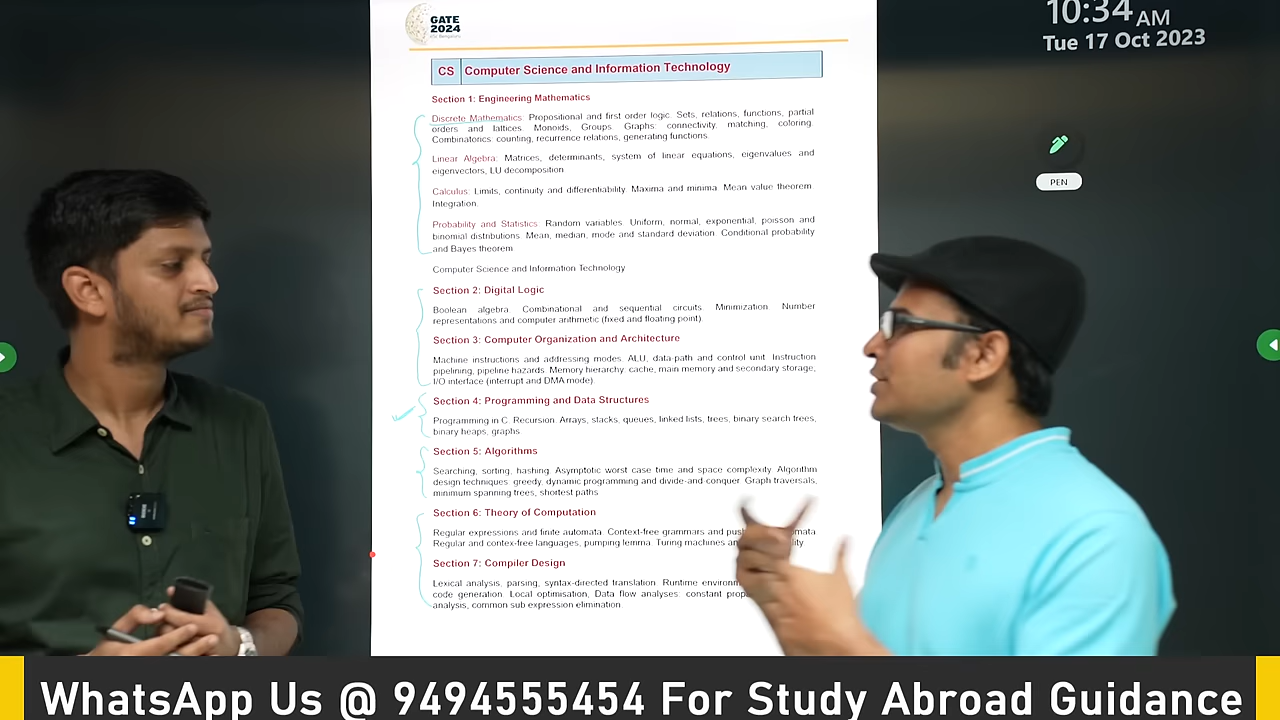 GATE
2024
10:34 AM
Tue 17 Oct 2023
CS Computer Science and Information Technology
Section 1: Engineering Mathematics
Discrete Mathematics: Propositional and first order logic. Sets, relations, functions, partial
orders and lattices. Monoids, Groups. Graphs: connectivity, matching, coloring.
Combinatorics: counting, recurrence relations, generating functions.
Linear Algebra: Matrices, determinants, system of linear equations, eigenvalues and
eigenvectors, LU decomposition.
Calculus: Limits, continuity and differentiability. Maxima and minima. Mean value theorem.
Integration.
Probability and Statistics: Random variables. Uniform, normal, exponential, poisson and
binomial distributions. Mean, median, mode and standard deviation. Conditional probability
and Bayes theorem
Computer Science and Information Technology
Section 2: Digital Logic
Boolean algebra. Combinational and sequential circuits. Minimization. Number
representations and computer arithmetic (fixed and floating point)
Section 3: Computer Organization and Architecture
Machine instructions and addressing modes. ALU, data-path and control unit. Instruction
pipelining, pipeline hazards. Memory hierarchy: cache, main memory and secondary storage;
I/O interface (interrupt and DMA mode).
Section 4: Programming and Data Structures
Programming in C. Recursion. Arrays, stacks, queues, linked lists, trees, binary search trees,
binary heaps, graphs
Section 5: Algorithms
Searching, sorting, hashing. Asymptotic worst case time and space complexity. Algorithm
design techniques: greedy, dynamic programming and divide-and-conquer. Graph traversals,
minimum spanning trees, shortest paths
Section 6: Theory of Computation
Regular expressions and finite automata. Context-free grammars and
Regular and contex-free languages, pumping lemma. Turing machines
Section 7: Compiler Design
Lexical analysis, parsing, syntax-directed translation. Runtime
code generation. Local optimisation, Data flow analyses: constant
analysis, common sub expression elimination.
PEN
WhatsApp Us @ 9494555454 For Study Abroad Guidance